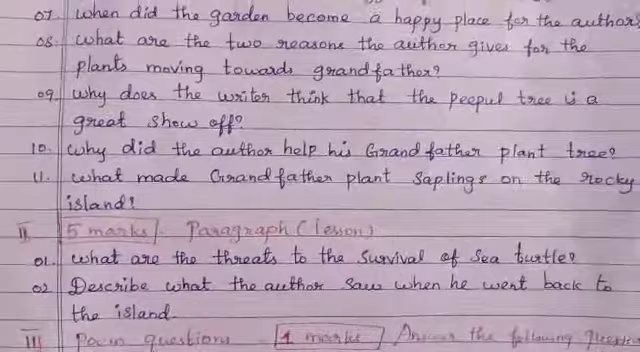 07. When did the garden become a happy place for the author
08. What are the two reasons the author gives for the
plants moving towards grandfather?
09. Why does the writer think that the peepul tree is a
great show off?
10. Why did the author help his Grandfather plant tree?
11. What made Grandfather plant Saplings on the rocky
island?
II 5 marks Paragraph (lesson)
01. What are the threats to the Survival of Sea turtle?
02 Describe what the author Saw when he went back to
the island.
III Poem questions 1 marks Answer the following question